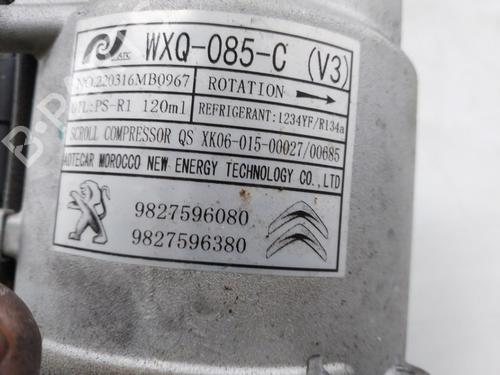 ATC WXQ-085-C (V3)
NO.220316MB0967 ROTATION
OIL:PS-R1 120ml REFRIGERANT:1234YF/R134a
SCROLL COMPRESSOR QS XK06-015-00027/00685
AOTECAR MOROCCO NEW ENERGY TECHNOLOGY CO., LTD
9827596080
9827596380